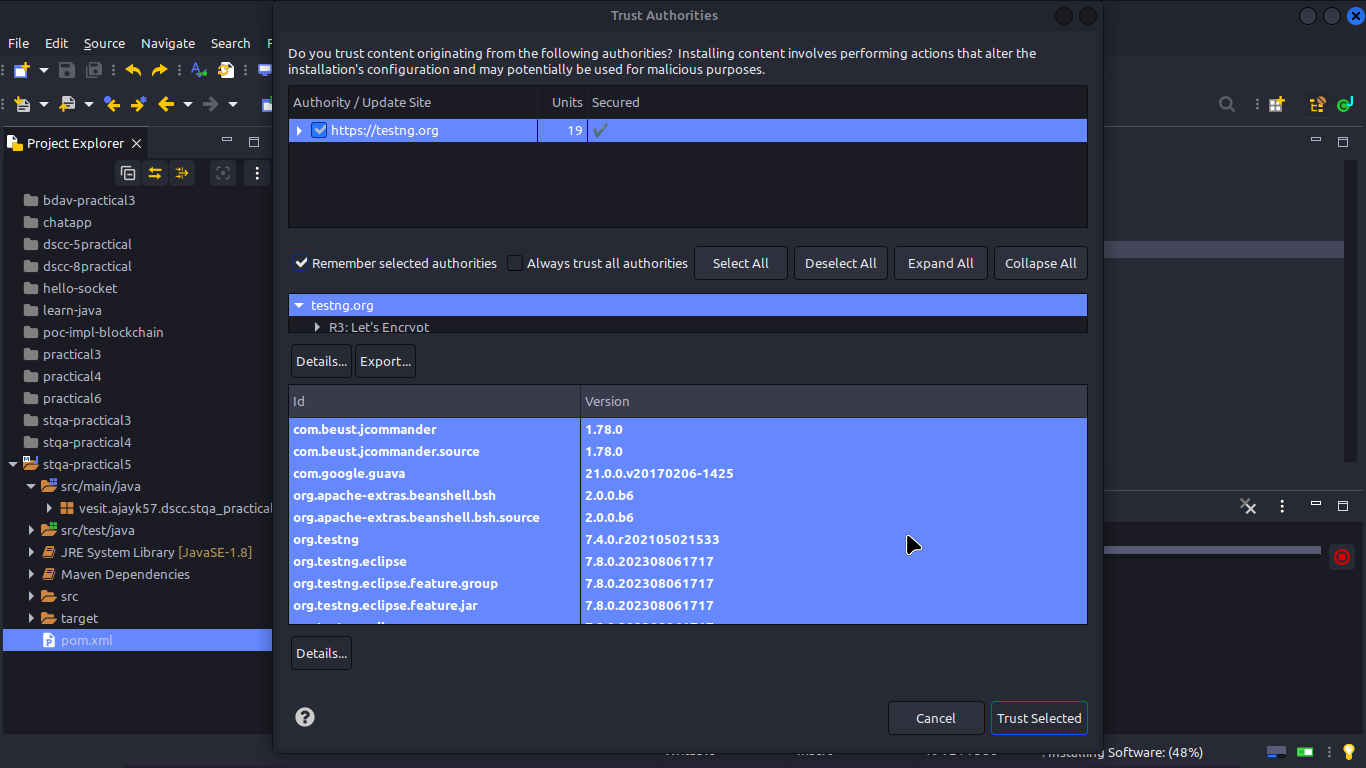 Trust Authorities
File Edit Source Navigate Search
Do you trust content originating from the following authorities? Installing content involves performing actions that alter the
installation's configuration and may potentially be used for malicious purposes.
Authority / Update Site Units Secured
https://testng.org 19
Project Explorer
bdav-practical3
chatapp
dscc-5practical
dscc-8practical
hello-socket
learn-java
poc-impl-blockchain
practical3
practical4
practical6
stqa-practical3
stqa-practical4
stqa-practical5
src/main/java
vesit.ajayk57.dscc.stqa_practical
src/test/java
JRE System Library [JavaSE-1.8]
Maven Dependencies
src
target
pom.xml
Remember selected authorities Always trust all authorities Select All Deselect All Expand All Collapse All
testng.org
R3: Let's Encrypt
Details... Export...
Id Version
com.beust.jcommander 1.78.0
com.beust.jcommander.source 1.78.0
com.google.guava 21.0.0.v20170206-1425
org.apache-extras.beanshell.bsh 2.0.0.b6
org.apache-extras.beanshell.bsh.source 2.0.0.b6
org.testng 7.4.0.r202105021533
org.testng.eclipse 7.8.0.202308061717
org.testng.eclipse.feature.group 7.8.0.202308061717
org.testng.eclipse.feature.jar 7.8.0.202308061717
Details...
Cancel Trust Selected
Installing Software: (48%)